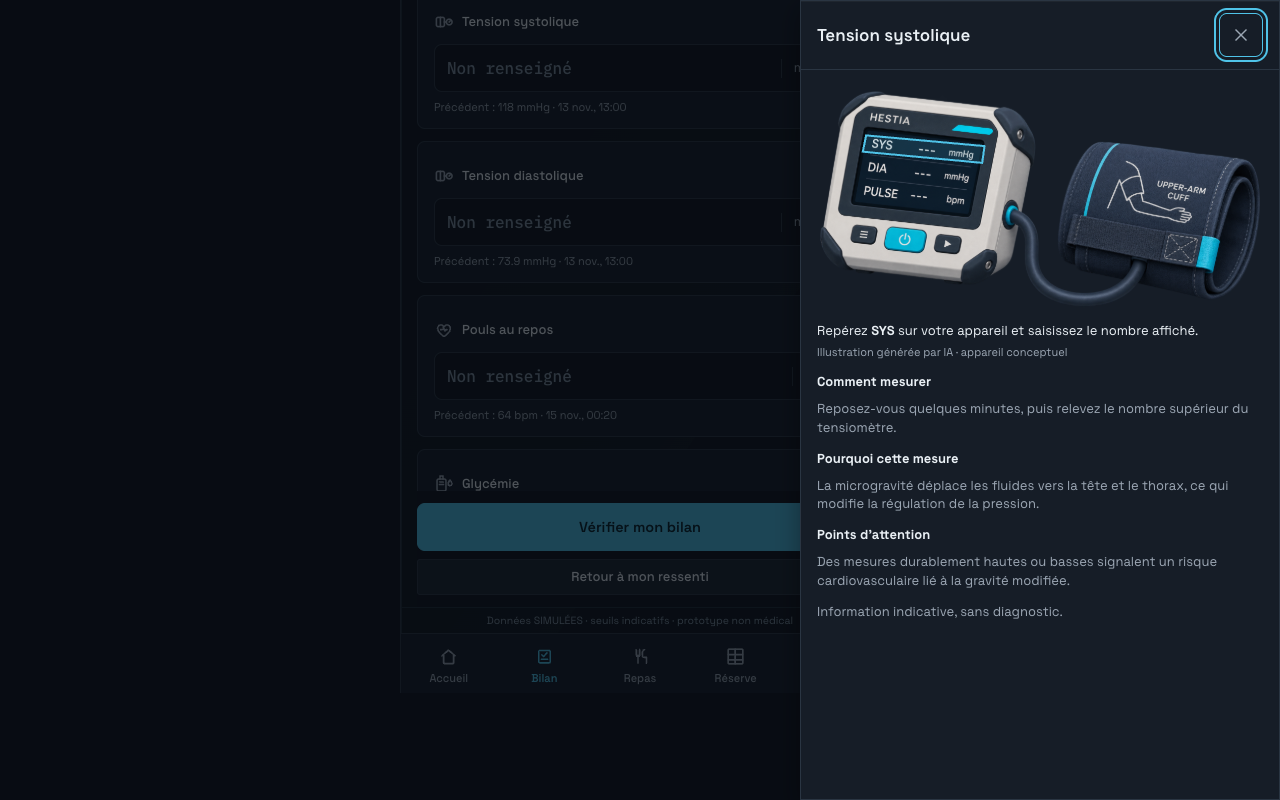 Tension systolique
Non renseigné
Précédent : 118 mmHg · 13 nov., 13:00
Tension diastolique
Non renseigné
Précédent : 73.9 mmHg · 13 nov., 13:00
Pouls au repos
Non renseigné
Précédent : 64 bpm · 15 nov., 00:20
Glycémie
Vérifier mon bilan
Retour à mon ressenti
Données SIMULÉES · seuils indicatifs · prototype non médical
Accueil
Bilan
Repas
Réserve
Tension systolique
HESTIA
SYS --- mmHg
DIA --- mmHg
PULSE --- bpm
UPPER-ARM
CUFF
Repérez SYS sur votre appareil et saisissez le nombre affiché.
Illustration générée par IA · appareil conceptuel
Comment mesurer
Reposez-vous quelques minutes, puis relevez le nombre supérieur du
tensiomètre.
Pourquoi cette mesure
La microgravité déplace les fluides vers la tête et le thorax, ce qui
modifie la régulation de la pression.
Points d’attention
Des mesures durablement hautes ou basses signalent un risque
cardiovasculaire lié à la gravité modifiée.
Information indicative, sans diagnostic.